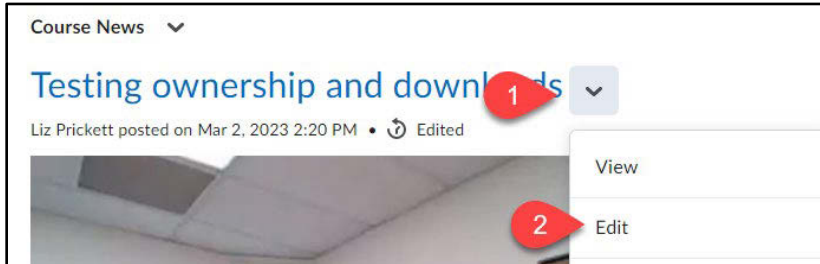 Course News
Testing ownership and downloads
1
Liz Prickett posted on Mar 2, 2023 2:20 PM • Edited
View
2
Edit